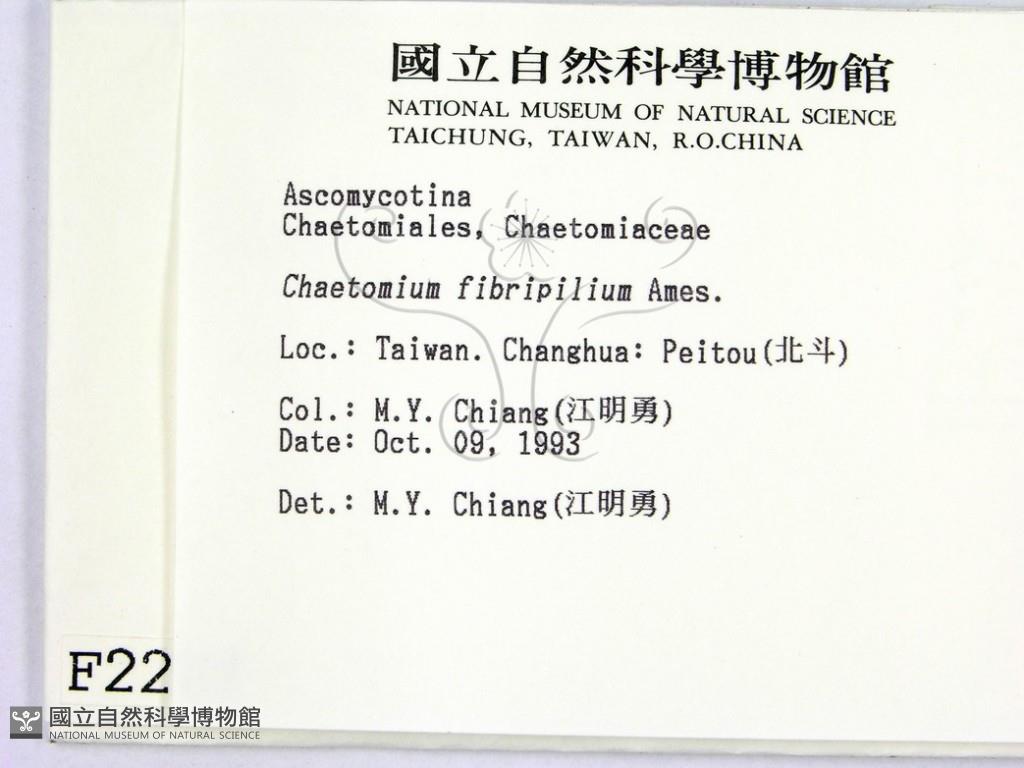 國立自然科學博物館
NATIONAL MUSEUM OF NATURAL SCIENCE
TAICHUNG, TAIWAN, R.O.CHINA
Ascomycotina
Chaetomiales, Chaetomiaceae
Chaetomium fibripilium Ames.
Loc.: Taiwan. Changhua: Peitou(北斗)
Col.: M.Y. Chiang(江明勇)
Date: Oct. 09, 1993
Det.: M.Y. Chiang(江明勇)
F22
國立自然科學博物館
NATIONAL MUSEUM OF NATURAL SCIENCE